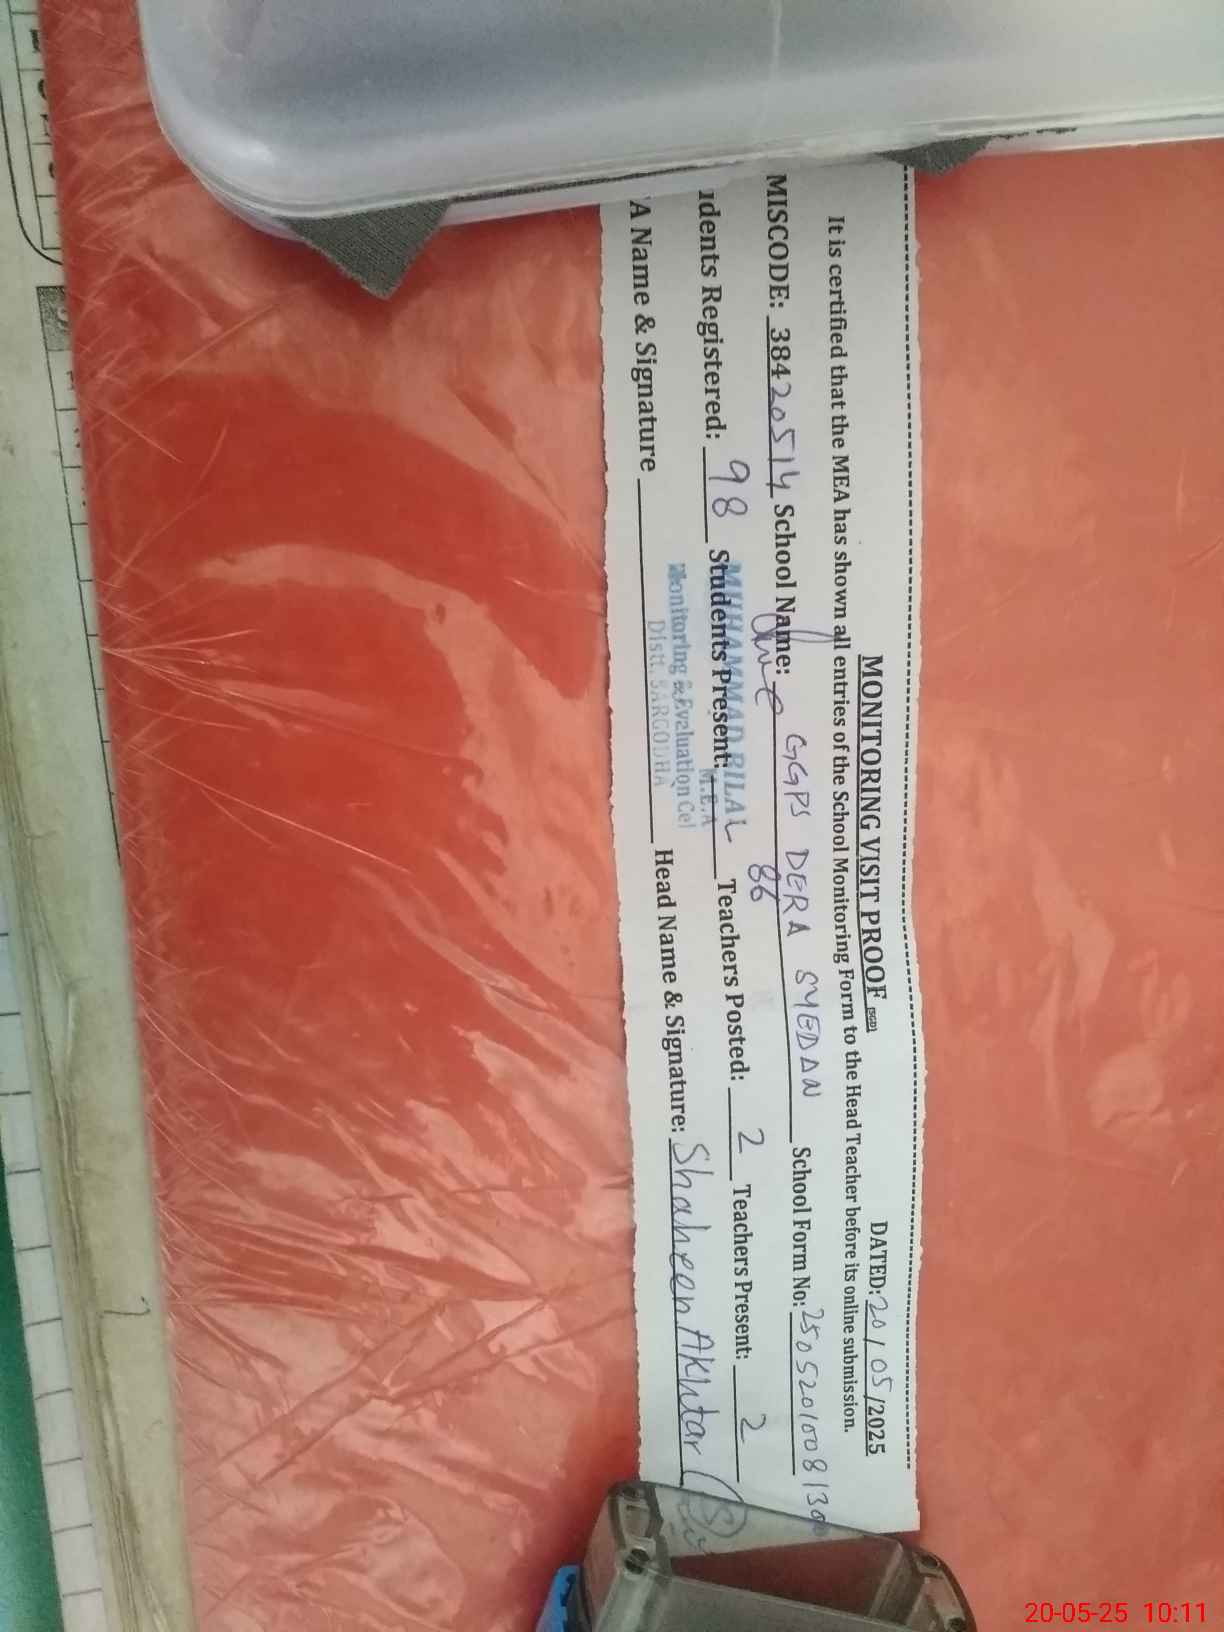 MONITORING VISIT PROOF (SGD) DATED: 20/05/2025
It is certified that the MEA has shown all entries of the School Monitoring Form to the Head Teacher before its online submission.
MISCODE: 38420514 School Name: GGPS DERA SYEDAN School Form No: 2505201008130
idents Registered: 98 Students Present: 86 Teachers Posted: 2 Teachers Present: 2
MUHAMMAD BILAL
M.E.A
Monitoring & Evaluation Cel
Distt. SARGODHA
'A Name & Signature Head Name & Signature: Shaheen Akhtar
20-05-25 10:11